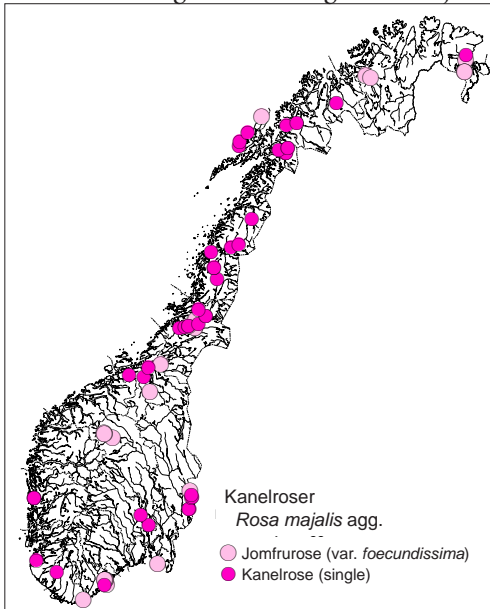 Kanelroser
Rosa majalis agg.
Jomfrurose (var. foecundissima)
Kanelrose (single)